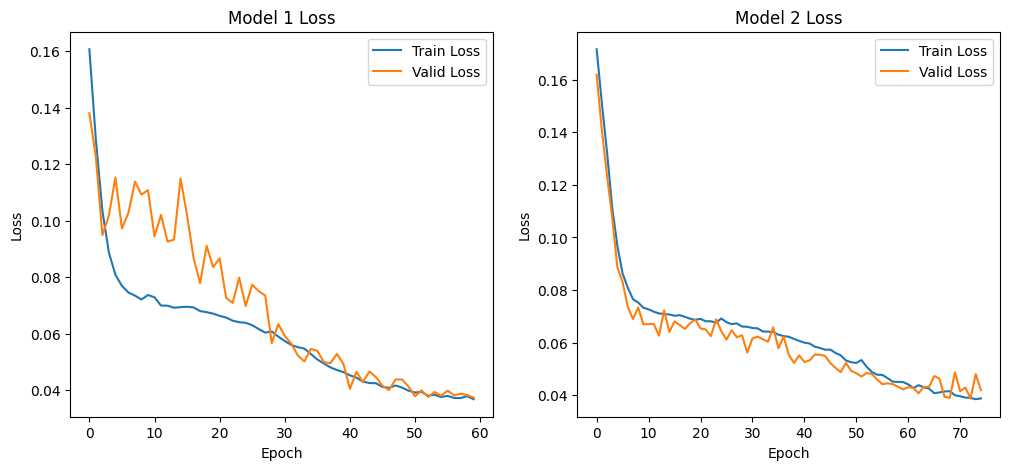 Model 1 Loss
Train Loss
Valid Loss
0.16
0.14
0.12
0.10
0.08
0.06
0.04
Loss
0 10 20 30 40 50 60
Epoch
Model 2 Loss
Train Loss
Valid Loss
0.16
0.14
0.12
0.10
0.08
0.06
0.04
Loss
0 10 20 30 40 50 60 70
Epoch